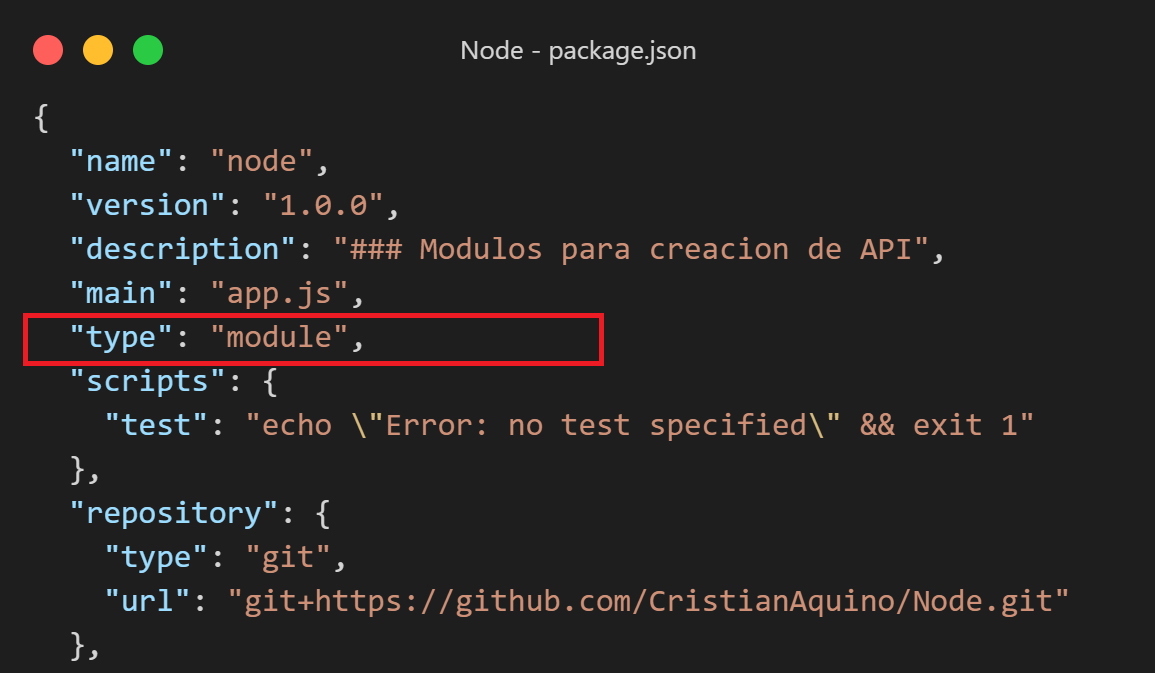 Node - package.json
{
  "name": "node",
  "version": "1.0.0",
  "description": "### Modulos para creacion de API",
  "main": "app.js",
  "type": "module",
  "scripts": {
    "test": "echo \"Error: no test specified\" && exit 1"
  },
  "repository": {
    "type": "git",
    "url": "git+https://github.com/CristianAquino/Node.git"
  },